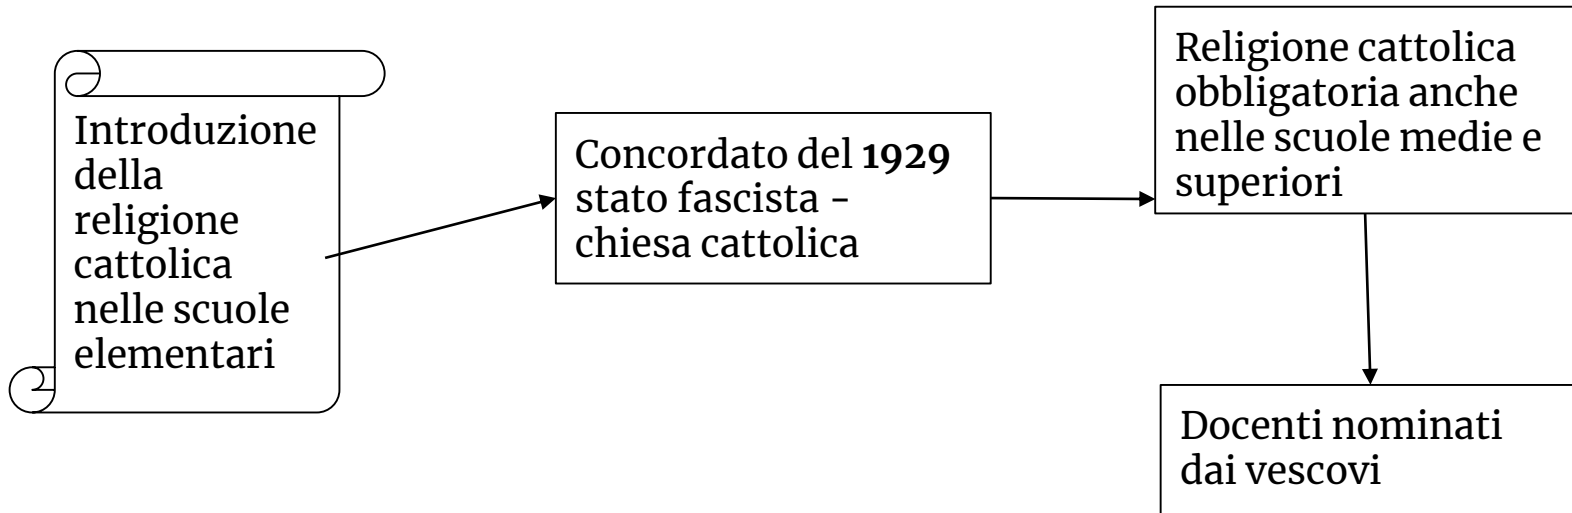 Introduzione
della
religione
cattolica
nelle scuole
elementari
Concordato del 1929
stato fascista -
chiesa cattolica
Religione cattolica
obbligatoria anche
nelle scuole medie e
superiori
Docenti nominati
dai vescovi